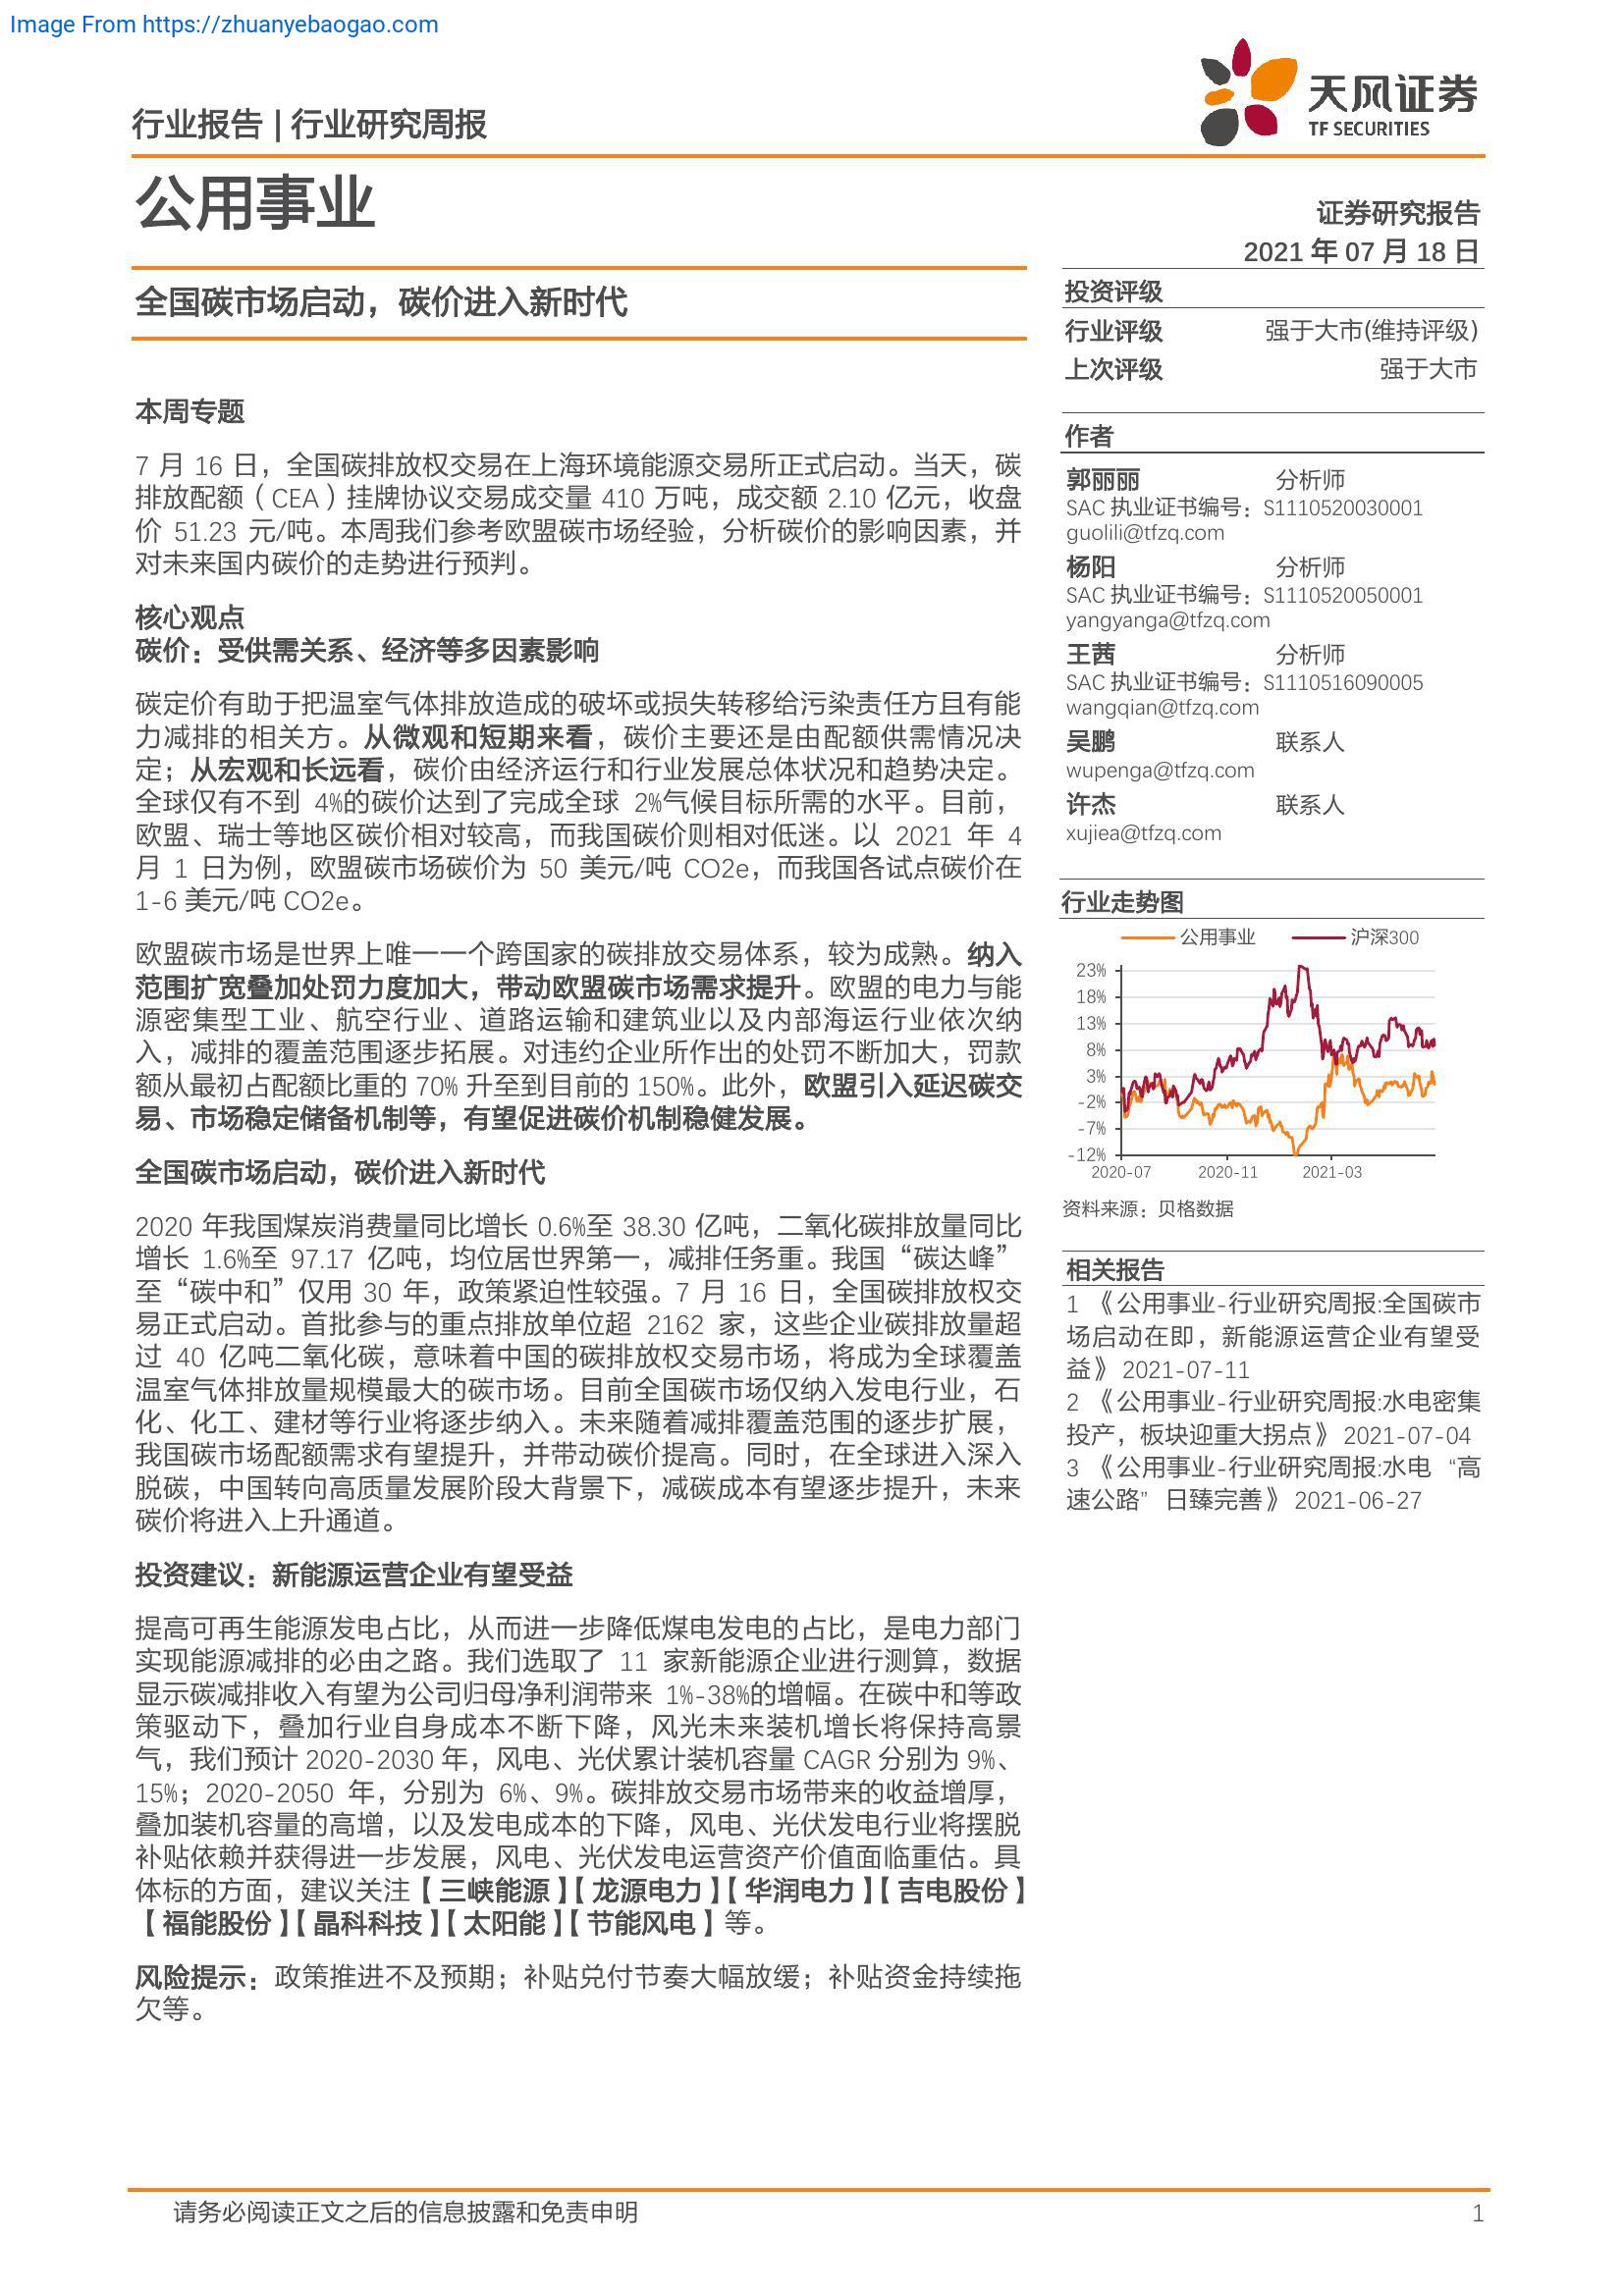 Image From https://zhuanyebaogao.com
行业报告 | 行业研究周报
天风证券
TF SECURITIES
公用事业
证券研究报告
2021 年 07 月 18 日
全国碳市场启动，碳价进入新时代
本周专题
7 月 16 日，全国碳排放权交易在上海环境能源交易所正式启动。当天，碳
排放配额（CEA）挂牌协议交易成交量 410 万吨，成交额 2.10 亿元，收盘
价 51.23 元/吨。本周我们参考欧盟碳市场经验，分析碳价的影响因素，并
对未来国内碳价的走势进行预判。
核心观点
碳价：受供需关系、经济等多因素影响
碳定价有助于把温室气体排放造成的破坏或损失转移给污染责任方且有能
力减排的相关方。从微观和短期来看，碳价主要还是由配额供需情况决
定；从宏观和长远看，碳价由经济运行和行业发展总体状况和趋势决定。
全球仅有不到 4%的碳价达到了完成全球 2%气候目标所需的水平。目前，
欧盟、瑞士等地区碳价相对较高，而我国碳价则相对低迷。以 2021 年 4
月 1 日为例，欧盟碳市场碳价为 50 美元/吨 CO2e，而我国各试点碳价在
1-6 美元/吨 CO2e。
欧盟碳市场是世界上唯一一个跨国家的碳排放交易体系，较为成熟。纳入
范围扩宽叠加处罚力度加大，带动欧盟碳市场需求提升。欧盟的电力与能
源密集型工业、航空行业、道路运输和建筑业以及内部海运行业依次纳
入，减排的覆盖范围逐步拓展。对违约企业所作出的处罚不断加大，罚款
额从最初占配额比重的 70% 升至到目前的 150%。此外，欧盟引入延迟碳交
易、市场稳定储备机制等，有望促进碳价机制稳健发展。
全国碳市场启动，碳价进入新时代
2020 年我国煤炭消费量同比增长 0.6%至 38.30 亿吨，二氧化碳排放量同比
增长 1.6%至 97.17 亿吨，均位居世界第一，减排任务重。我国“碳达峰”
至“碳中和”仅用 30 年，政策紧迫性较强。7 月 16 日，全国碳排放权交
易正式启动。首批参与的重点排放单位超 2162 家，这些企业碳排放量超
过 40 亿吨二氧化碳，意味着中国的碳排放权交易市场，将成为全球覆盖
温室气体排放量规模最大的碳市场。目前全国碳市场仅纳入发电行业，石
化、化工、建材等行业将逐步纳入。未来随着减排覆盖范围的逐步扩展，
我国碳市场配额需求有望提升，并带动碳价提高。同时，在全球进入深入
脱碳，中国转向高质量发展阶段大背景下，减碳成本有望逐步提升，未来
碳价将进入上升通道。
投资建议：新能源运营企业有望受益
提高可再生能源发电占比，从而进一步降低煤电发电的占比，是电力部门
实现能源减排的必由之路。我们选取了 11 家新能源企业进行测算，数据
显示碳减排收入有望为公司归母净利润带来 1%-38%的增幅。在碳中和等政
策驱动下，叠加行业自身成本不断下降，风光未来装机增长将保持高景
气，我们预计 2020-2030 年，风电、光伏累计装机容量 CAGR 分别为 9%、
15%；2020-2050 年，分别为 6%、9%。碳排放交易市场带来的收益增厚，
叠加装机容量的高增，以及发电成本的下降，风电、光伏发电行业将摆脱
补贴依赖并获得进一步发展，风电、光伏发电运营资产价值面临重估。具
体标的方面，建议关注【三峡能源】【龙源电力】【华润电力】【吉电股份】
【福能股份】【晶科科技】【太阳能】【节能风电】等。
风险提示：政策推进不及预期；补贴兑付节奏大幅放缓；补贴资金持续拖
欠等。
投资评级
行业评级 强于大市(维持评级)
上次评级 强于大市
作者
郭丽丽 分析师
SAC 执业证书编号：S1110520030001
guolili@tfzq.com
杨阳 分析师
SAC 执业证书编号：S1110520050001
yangyanga@tfzq.com
王茜 分析师
SAC 执业证书编号：S1110516090005
wangqian@tfzq.com
吴鹏 联系人
wupenga@tfzq.com
许杰 联系人
xujiea@tfzq.com
行业走势图
公用事业 沪深300
23%
18%
13%
8%
3%
-2%
-7%
-12%
2020-07 2020-11 2021-03
资料来源：贝格数据
相关报告
1 《公用事业-行业研究周报:全国碳市
场启动在即，新能源运营企业有望受
益》 2021-07-11
2 《公用事业-行业研究周报:水电密集
投产，板块迎重大拐点》 2021-07-04
3 《公用事业-行业研究周报:水电 “高
速公路” 日臻完善》 2021-06-27
请务必阅读正文之后的信息披露和免责申明
1